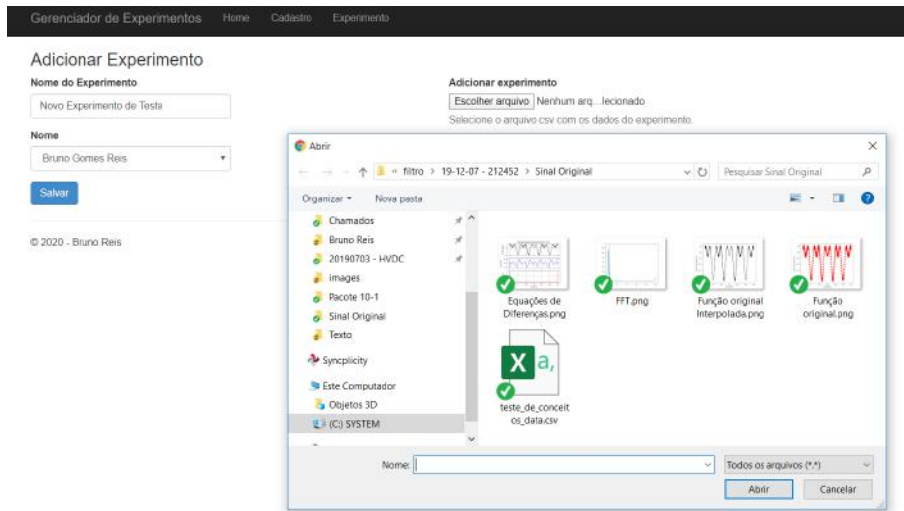 Gerenciador de Experimentos Home Cadastro Experimento
Adicionar Experimento
Nome do Experimento
Novo Experimento de Teste
Nome
Bruno Gomes Reis
Salvar
© 2020 - Bruno Reis
Adicionar experimento
Escolher arquivo Nenhum arq...lecionado
Selecione o arquivo csv com os dados do experimento.
Abrir
« filtro > 19-12-07 - 212452 > Sinal Original
Pesquisar Sinal Original
Organizar Nova pasta
Chamados
Bruno Reis
20190703 - HVDC
images
Pacote 10-1
Sinal Original
Texto
Syncplicity
Este Computador
Objetos 3D
(C:) SYSTEM
Equações de
Diferenças.png
FFT.png
Função original
Interpolada.png
Função
original.png
X a,
teste_de_conceit
os_data.csv
Nome:
Todos os arquivos (*.*)
Abrir Cancelar